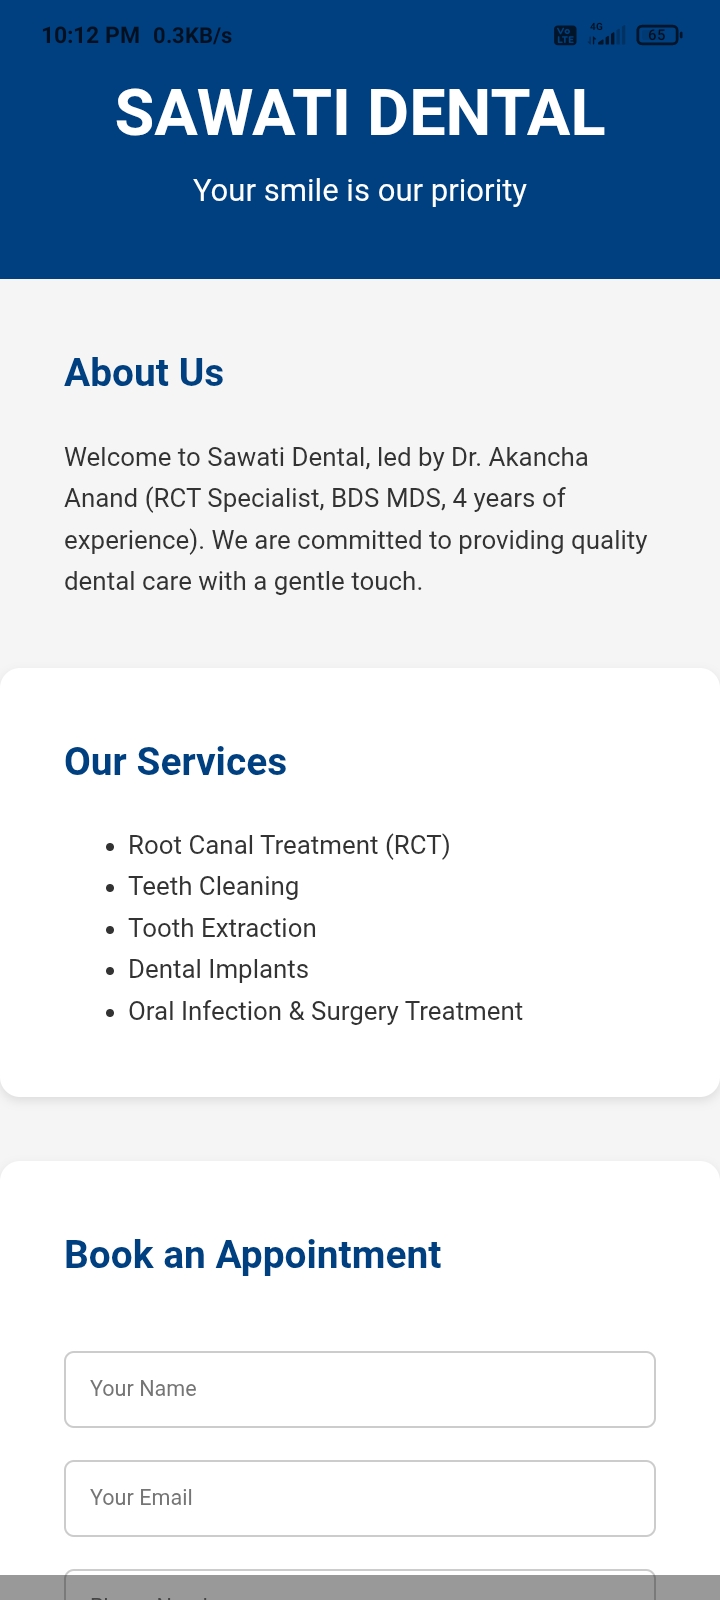 10:12 PM 0.3KB/s
Vo LTE 4G 65
SAWATI DENTAL
Your smile is our priority
About Us
Welcome to Sawati Dental, led by Dr. Akancha
Anand (RCT Specialist, BDS MDS, 4 years of
experience). We are committed to providing quality
dental care with a gentle touch.
Our Services
• Root Canal Treatment (RCT)
• Teeth Cleaning
• Tooth Extraction
• Dental Implants
• Oral Infection & Surgery Treatment
Book an Appointment
Your Name
Your Email